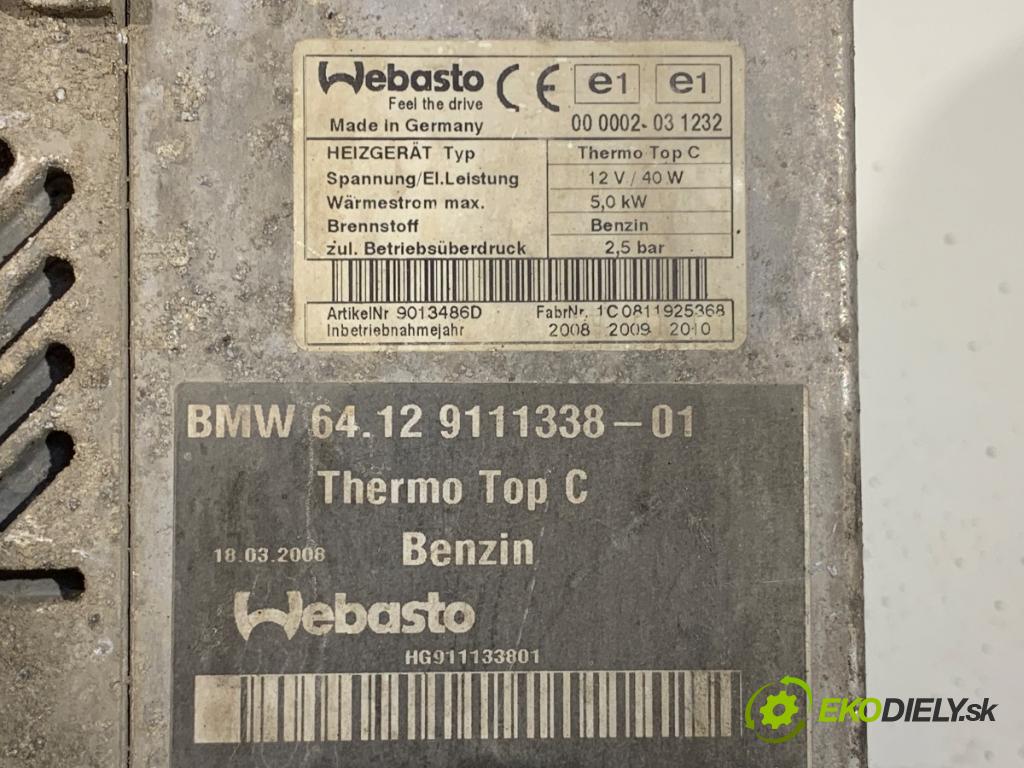 Webasto CE e1 e1
Feel the drive
Made in Germany 00 0002- 03 1232
HEIZGERÄT Typ Thermo Top C
Spannung/El.Leistung 12 V / 40 W
Wärmestrom max. 5,0 kW
Brennstoff Benzin
zul. Betriebsüberdruck 2,5 bar
ArtikelNr 9013486D FabrNr. 1C0811925368
Inbetriebnahmejahr 2008 2009 2010
BMW 64.12 9111338-01
Thermo Top C
18.03.2008 Benzin
Webasto
HG911133801
EKODIELY.sk